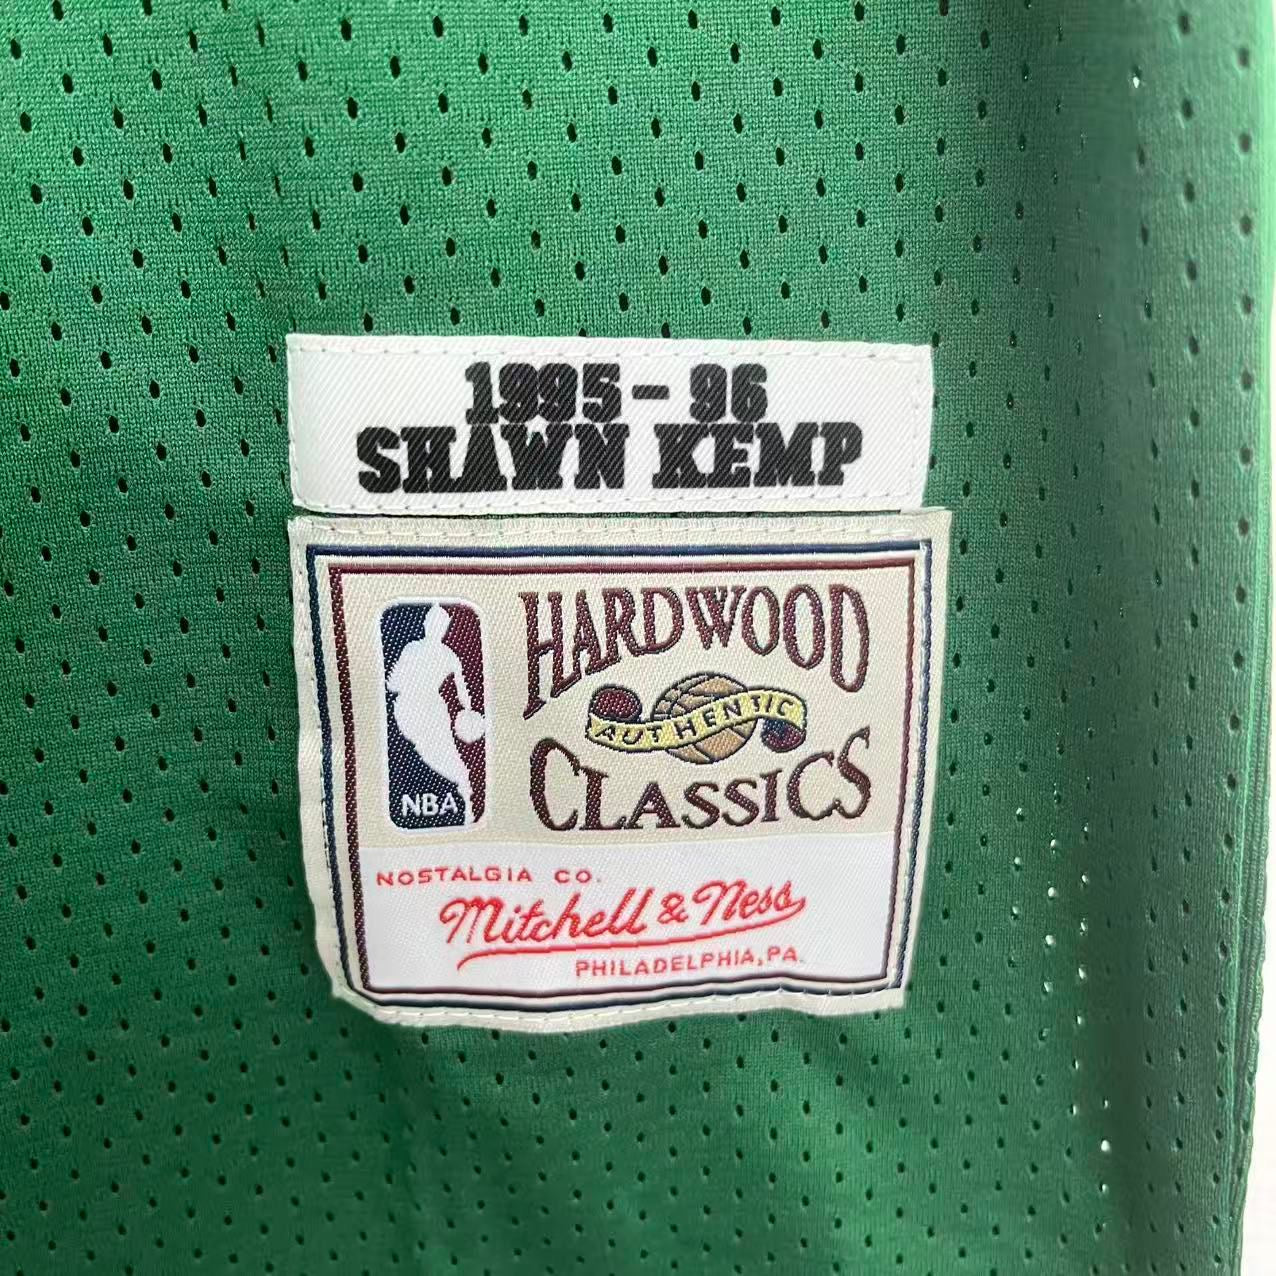 1995-96
SHAWN KEMP
HARDWOOD
AUTHENTIC
CLASSICS
NBA
NOSTALGIA CO.
Mitchell & Ness
PHILADELPHIA, PA.